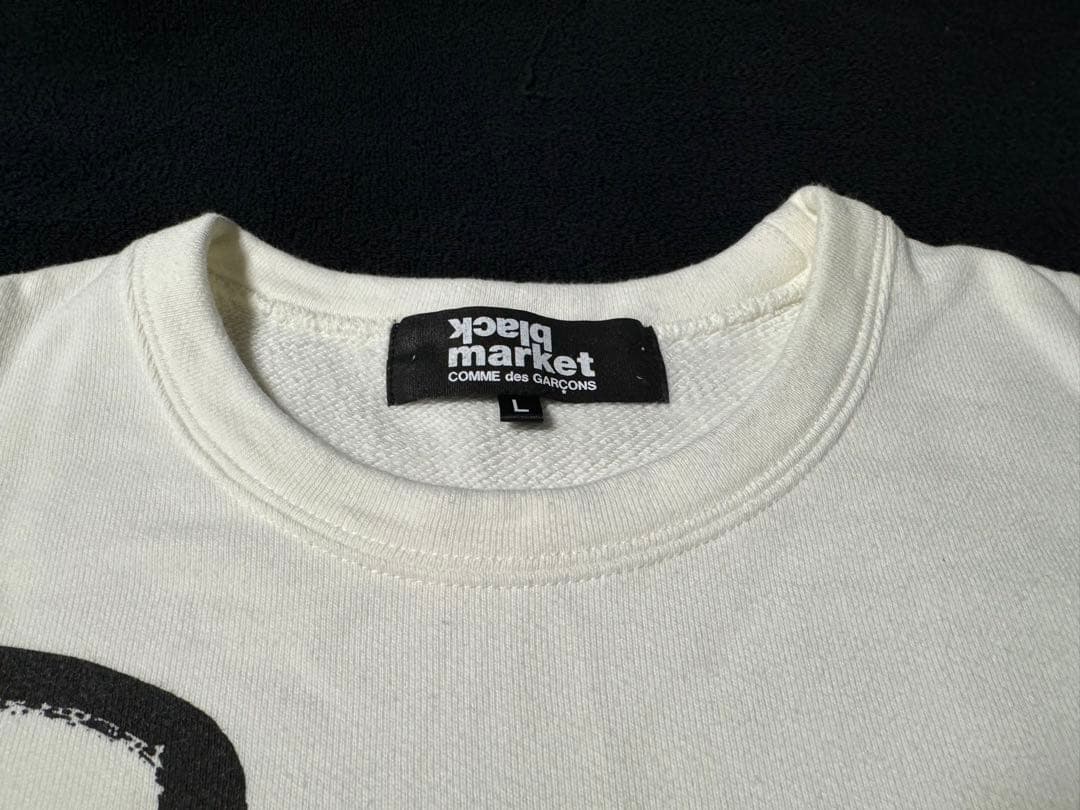 black
market
COMME des GARÇONS
L